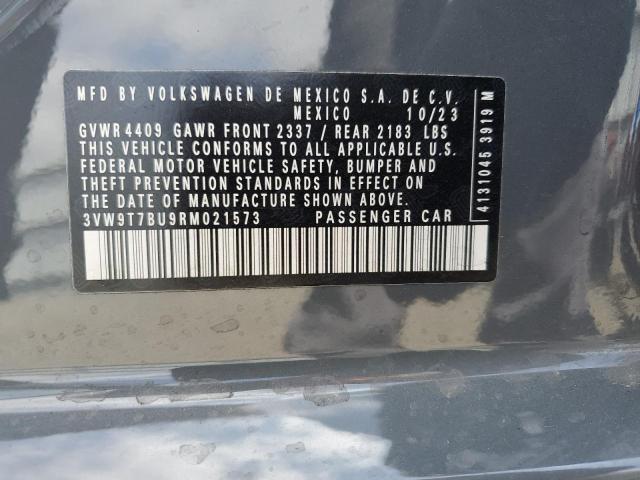 MFD BY VOLKSWAGEN DE MEXICO S.A. DE C.V.
MEXICO 10/23
GVWR 4409 GAWR FRONT 2337 / REAR 2183 LBS
THIS VEHICLE CONFORMS TO ALL APPLICABLE U.S.
FEDERAL MOTOR VEHICLE SAFETY, BUMPER AND
THEFT PREVENTION STANDARDS IN EFFECT ON
THE DATE OF MANUFACTURE SHOWN ABOVE.
3VW9T7BU9RM021573 PASSENGER CAR
4131045 3919 M